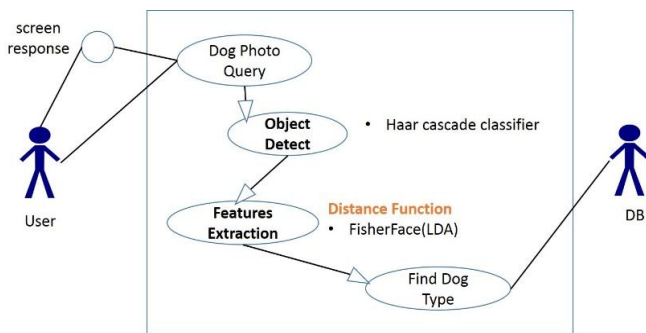 screen
response
Dog Photo
Query
Object
Detect
• Haar cascade classifier
User
Features
Extraction
Distance Function
• FisherFace(LDA)
DB
Find Dog
Type